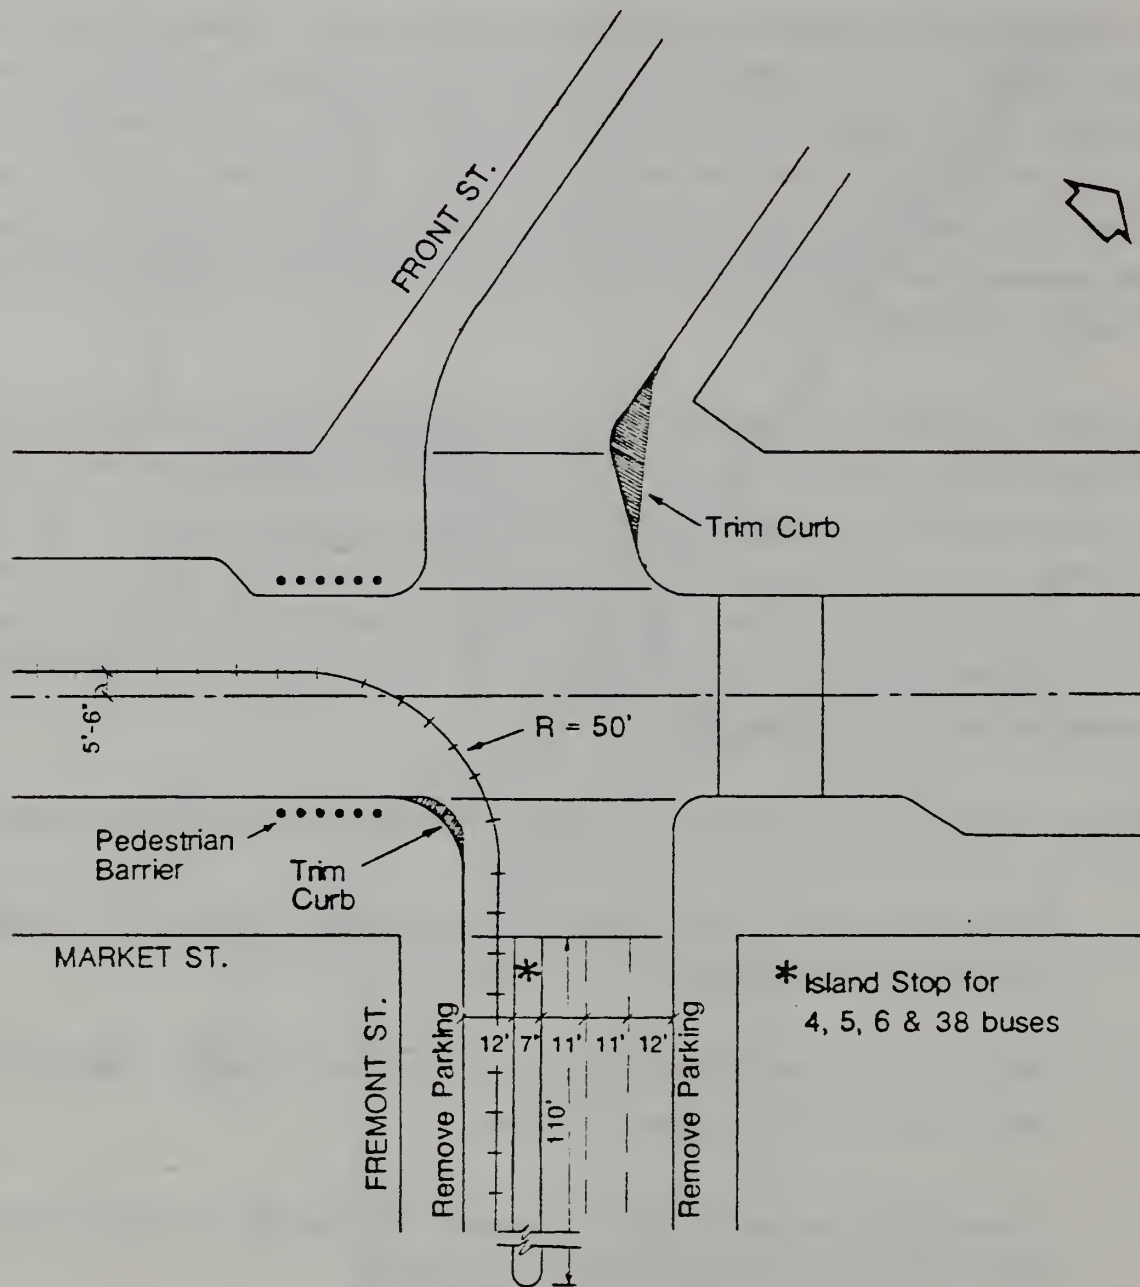 FRONT ST.
Trim Curb
5'-6"
R = 50'
Pedestrian
Barrier
Trim
Curb
MARKET ST.
* Island Stop for
4, 5, 6 & 38 buses
FREMONT ST.
Remove Parking
12' 7' 11' 11' 12'
110'
Remove Parking